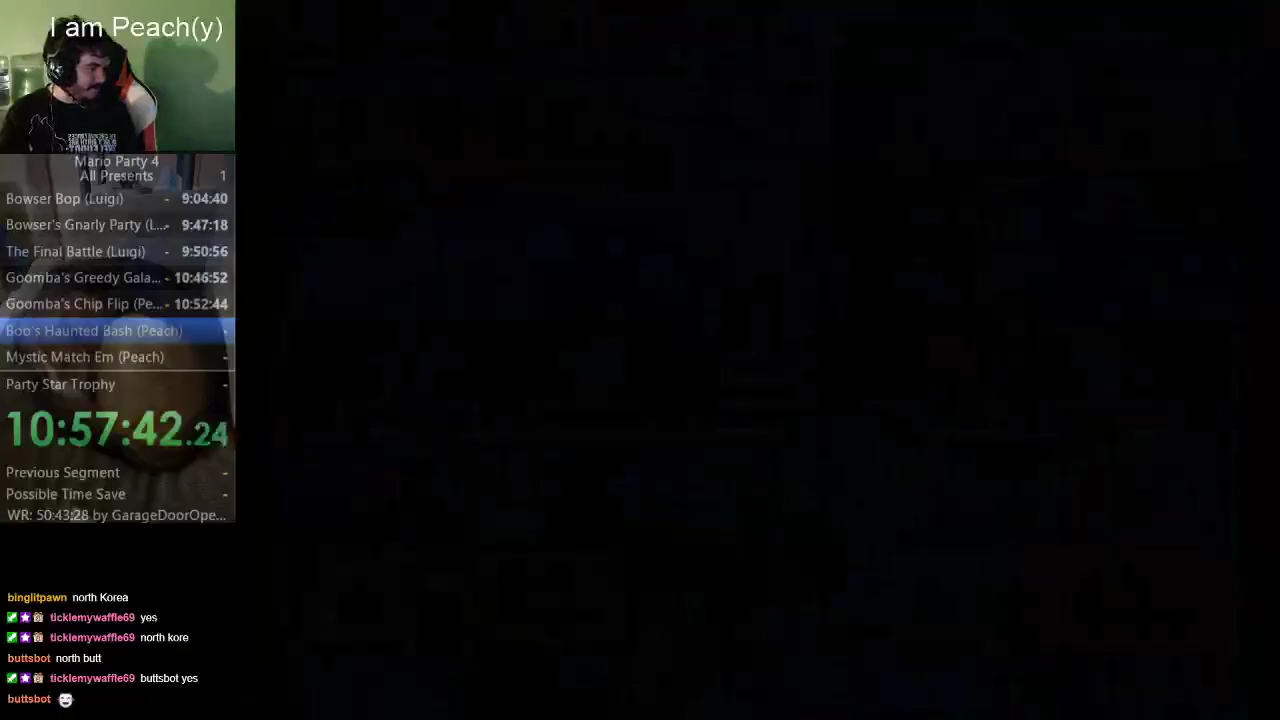 I am Peach(y)
Mario Party 4
All Presents 1
Bowser Bop (Luigi) - 9:04:40
Bowser's Gnarly Party (L... - 9:47:18
The Final Battle (Luigi) - 9:50:56
Goomba's Greedy Gala... - 10:46:52
Goomba's Chip Flip (Pe... - 10:52:44
Boo's Haunted Bash (Peach) -
Mystic Match Em (Peach) -
Party Star Trophy -
10:57:42.24
Previous Segment -
Possible Time Save -
WR: 50:43:28 by GarageDoorOpe...
binglitpawn north Korea
ticklemywaffle69 yes
ticklemywaffle69 north kore
buttsbot north butt
ticklemywaffle69 buttsbot yes
buttsbot